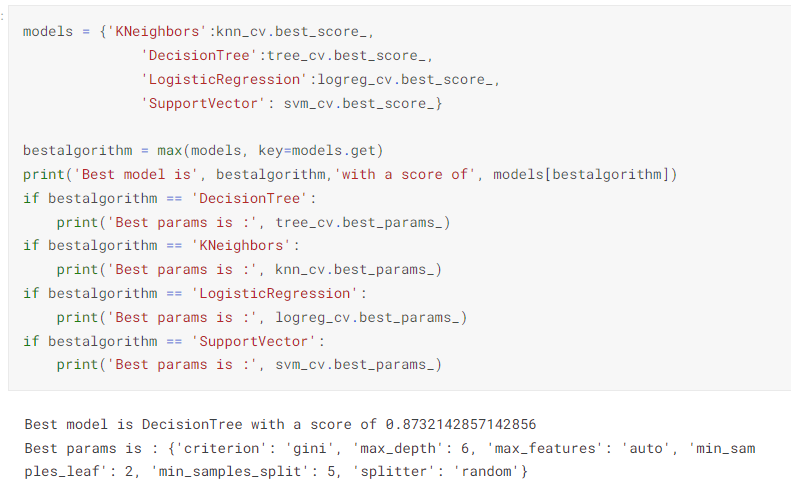 :
models = {'KNeighbors':knn_cv.best_score_,
              'DecisionTree':tree_cv.best_score_,
              'LogisticRegression':logreg_cv.best_score_,
              'SupportVector': svm_cv.best_score_}
bestalgorithm = max(models, key=models.get)
print('Best model is', bestalgorithm,'with a score of', models[bestalgorithm])
if bestalgorithm == 'DecisionTree':
    print('Best params is :', tree_cv.best_params_)
if bestalgorithm == 'KNeighbors':
    print('Best params is :', knn_cv.best_params_)
if bestalgorithm == 'LogisticRegression':
    print('Best params is :', logreg_cv.best_params_)
if bestalgorithm == 'SupportVector':
    print('Best params is :', svm_cv.best_params_)
Best model is DecisionTree with a score of 0.8732142857142856
Best params is : {'criterion': 'gini', 'max_depth': 6, 'max_features': 'auto', 'min_sam
ples_leaf': 2, 'min_samples_split': 5, 'splitter': 'random'}